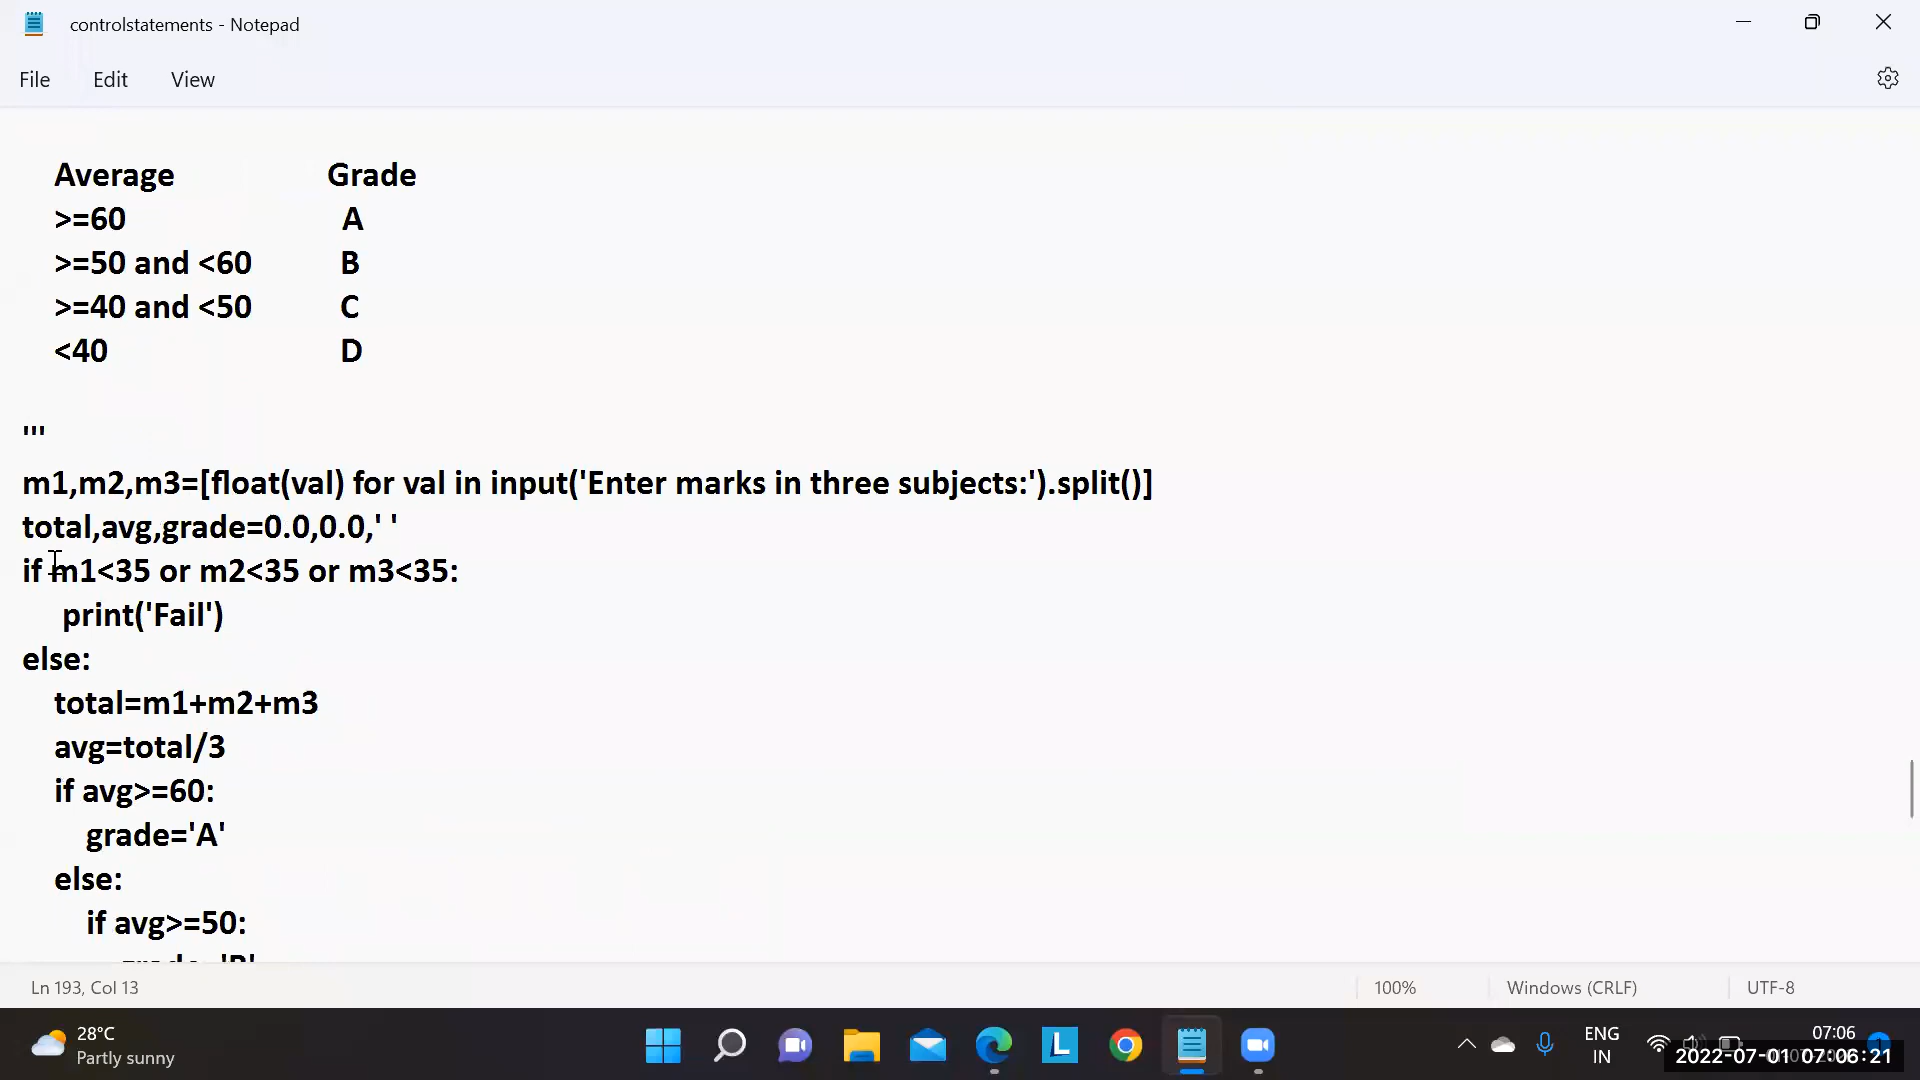 controlstatements - Notepad
File Edit View
Average Grade
>=60 A
>=50 and <60 B
>=40 and <50 C
<40 D
'''
m1,m2,m3=[float(val) for val in input('Enter marks in three subjects:').split()]
total,avg,grade=0.0,0.0,' '
if m1<35 or m2<35 or m3<35:
print('Fail')
else:
total=m1+m2+m3
avg=total/3
if avg>=60:
grade='A'
else:
if avg>=50:
grade='B'
Ln 193, Col 13 100% Windows (CRLF) UTF-8
28°C
Partly sunny
L
ENG
IN
07:06
1
2022-07-01 07:06:21